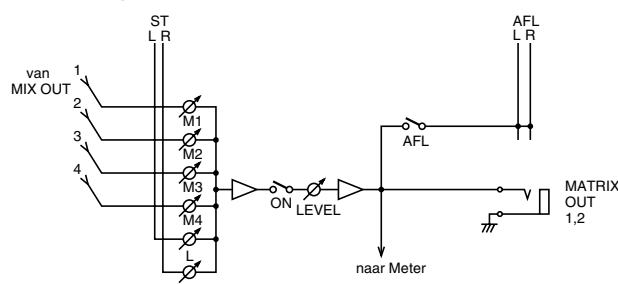 ST
L R
AFL
L R
van
MIX OUT
1
2
3
4
M1
M2
M3
M4
L
ON
LEVEL
AFL
MATRIX
OUT
1,2
naar Meter